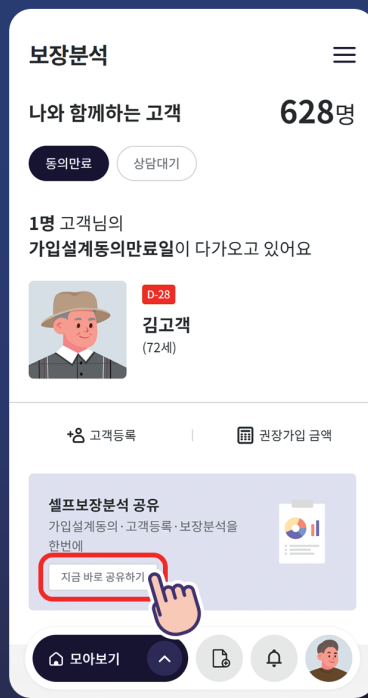 보장분석
나와 함께하는 고객 628명
동의만료 상담대기
1명 고객님의
가입설계동의만료일이 다가오고 있어요
D-28
김고객
(72세)
고객등록 권장가입 금액
셀프보장분석 공유
가입설계동의·고객등록·보장분석을
한번에
지금 바로 공유하기
모아보기